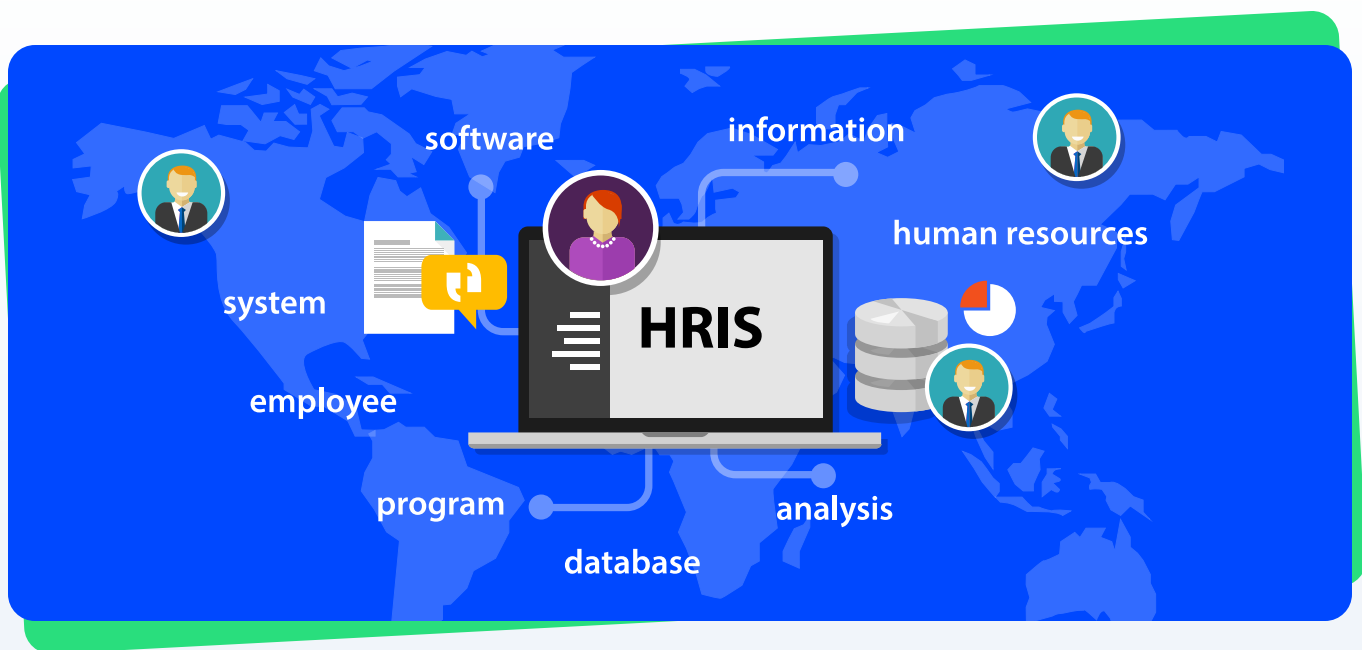 software
information
human resources
system
HRIS
employee
program
analysis
database